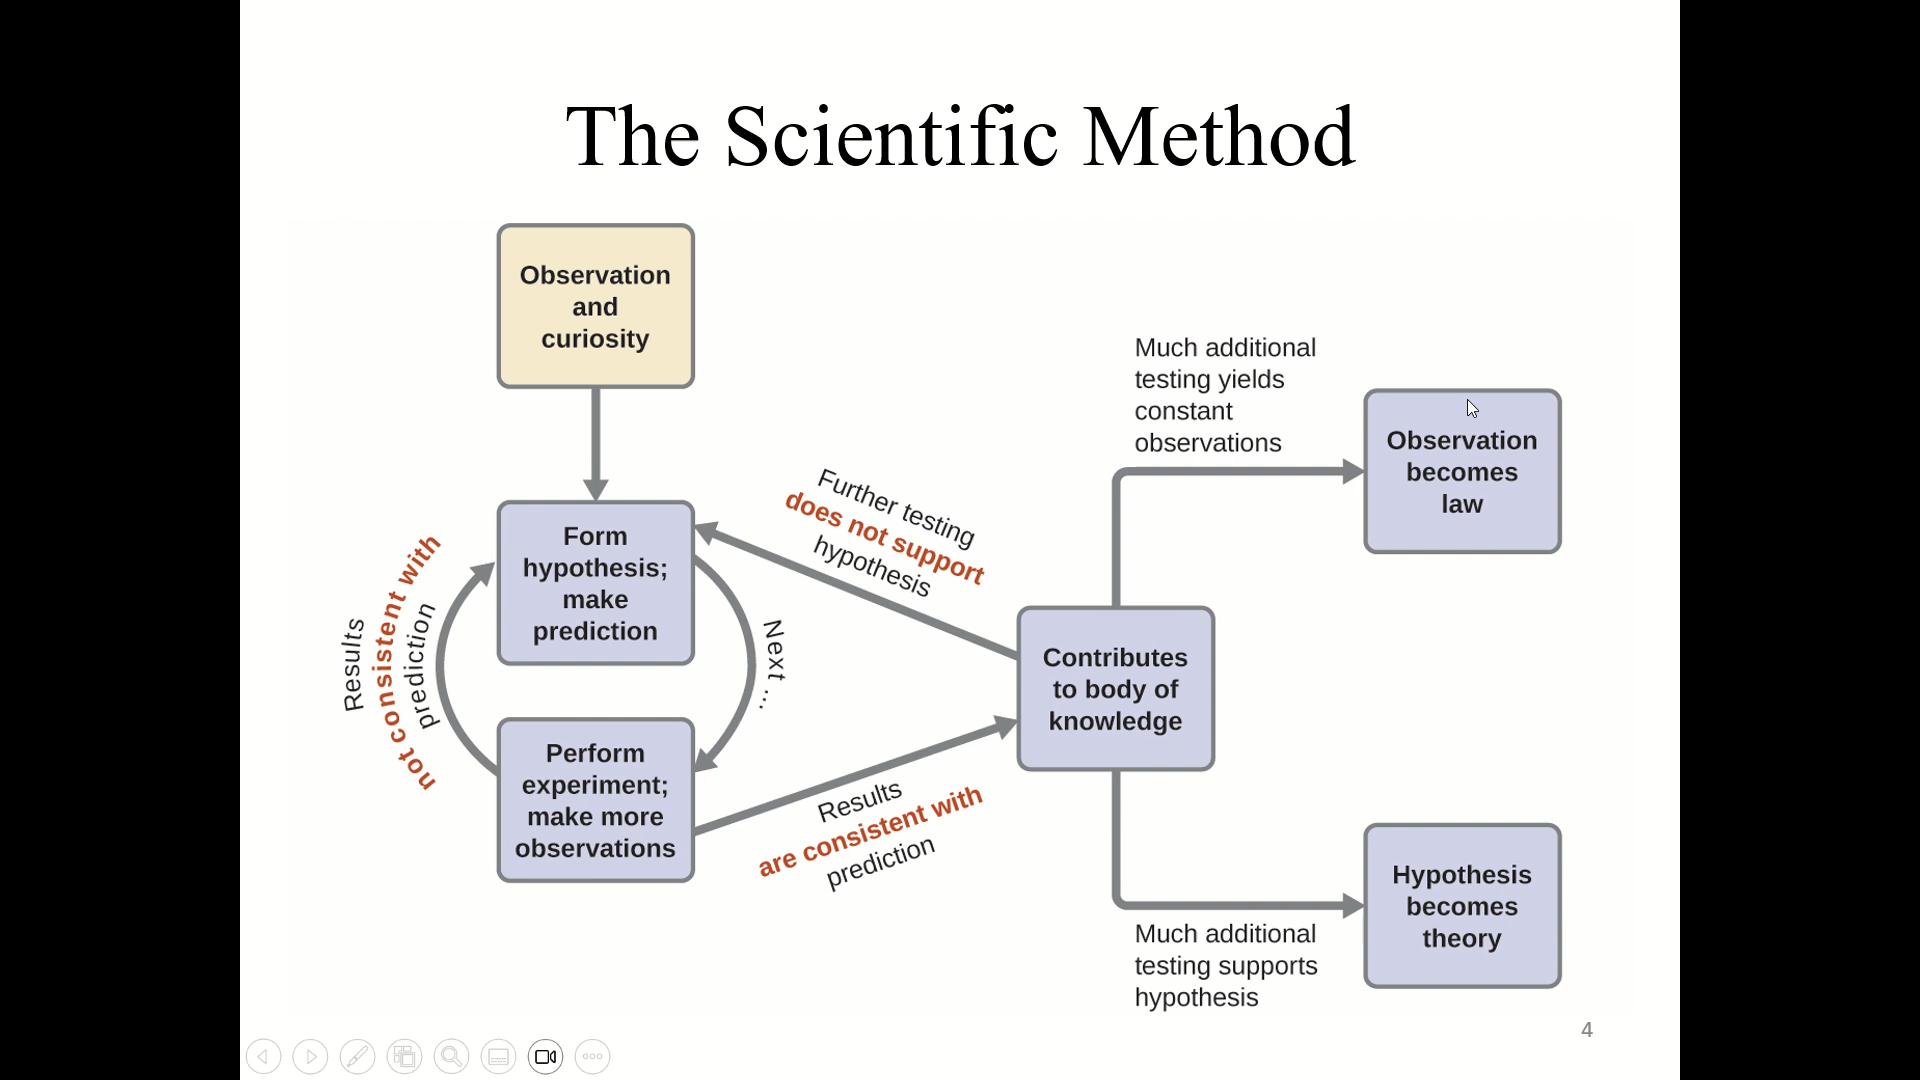 The Scientific Method
Observation
and
curiosity
Form
hypothesis;
make
prediction
Perform
experiment;
make more
observations
Results
not consistent with
prediction
Next ...
Further testing
does not support
hypothesis
Results
are consistent with
prediction
Contributes
to body of
knowledge
Much additional
testing yields
constant
observations
Observation
becomes
law
Much additional
testing supports
hypothesis
Hypothesis
becomes
theory
4